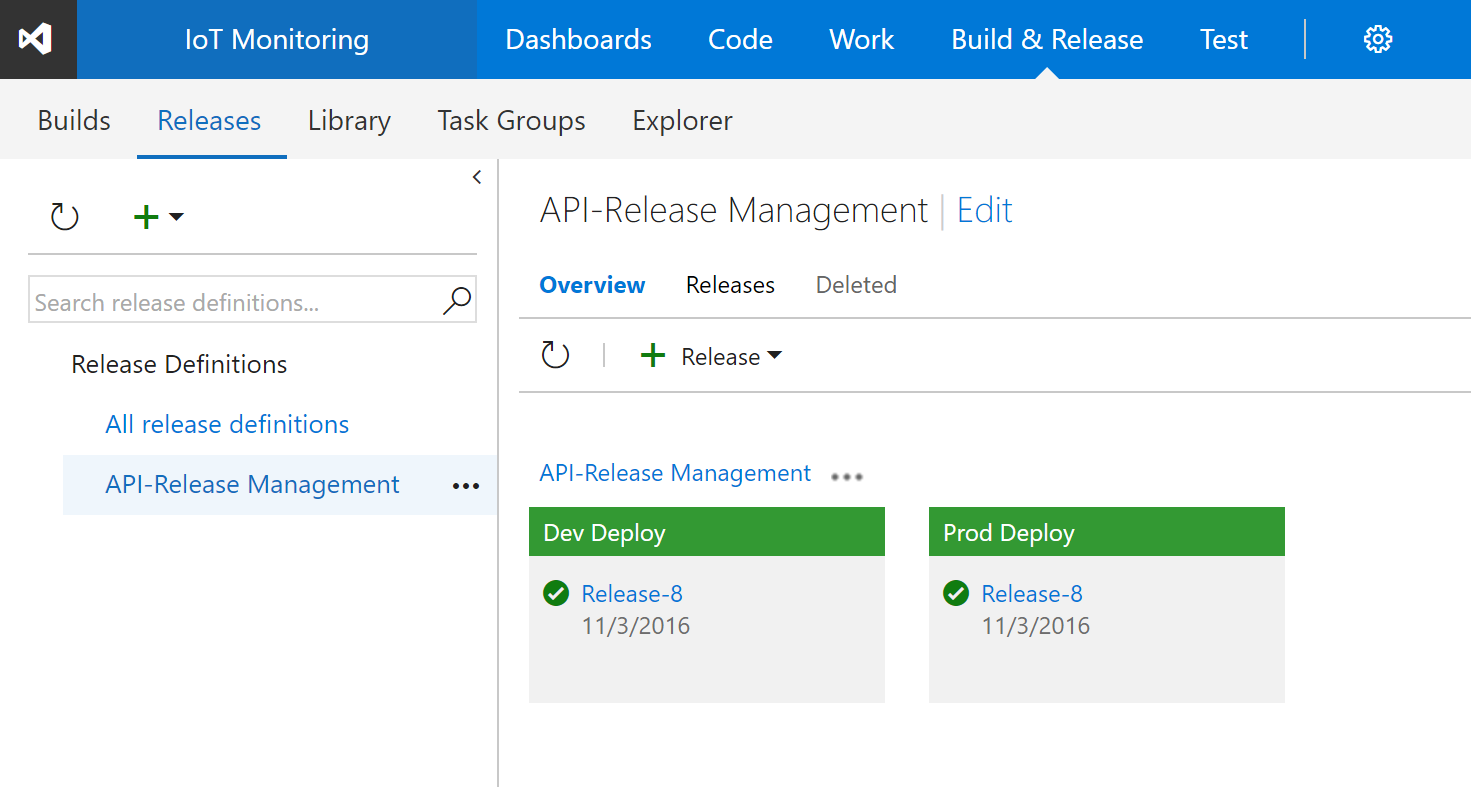 IoT Monitoring Dashboards Code Work Build & Release Test
Builds Releases Library Task Groups Explorer
Search release definitions...
Release Definitions
All release definitions
API-Release Management
API-Release Management Edit
Overview Releases Deleted
Release
API-Release Management
Dev Deploy
Release-8
11/3/2016
Prod Deploy
Release-8
11/3/2016